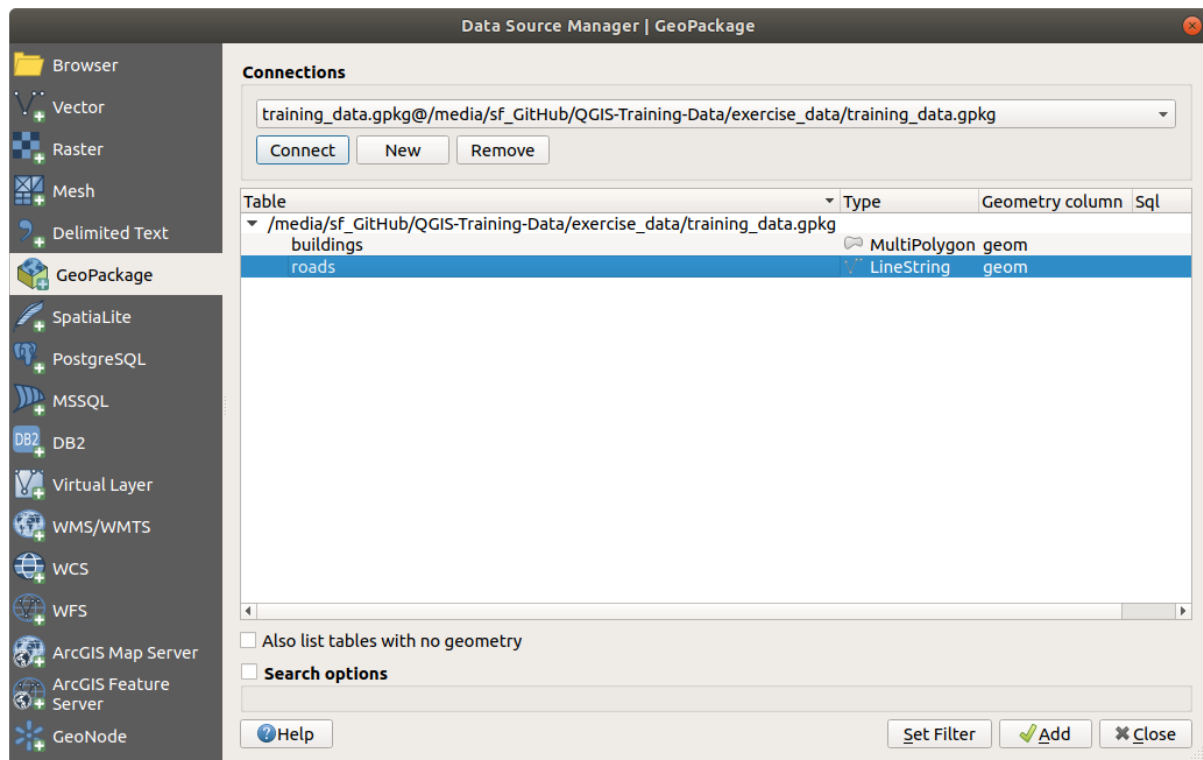 Data Source Manager | GeoPackage
Browser
Vector
Raster
Mesh
Delimited Text
GeoPackage
SpatiaLite
PostgreSQL
MSSQL
DB2 DB2
Virtual Layer
WMS/WMTS
WCS
WFS
ArcGIS Map Server
ArcGIS Feature
Server
GeoNode
Connections
training_data.gpkg@/media/sf_GitHub/QGIS-Training-Data/exercise_data/training_data.gpkg
Connect New Remove
Table Type Geometry column Sql
/media/sf_GitHub/QGIS-Training-Data/exercise_data/training_data.gpkg
buildings MultiPolygon geom
roads LineString geom
Also list tables with no geometry
Search options
Help Set Filter Add Close